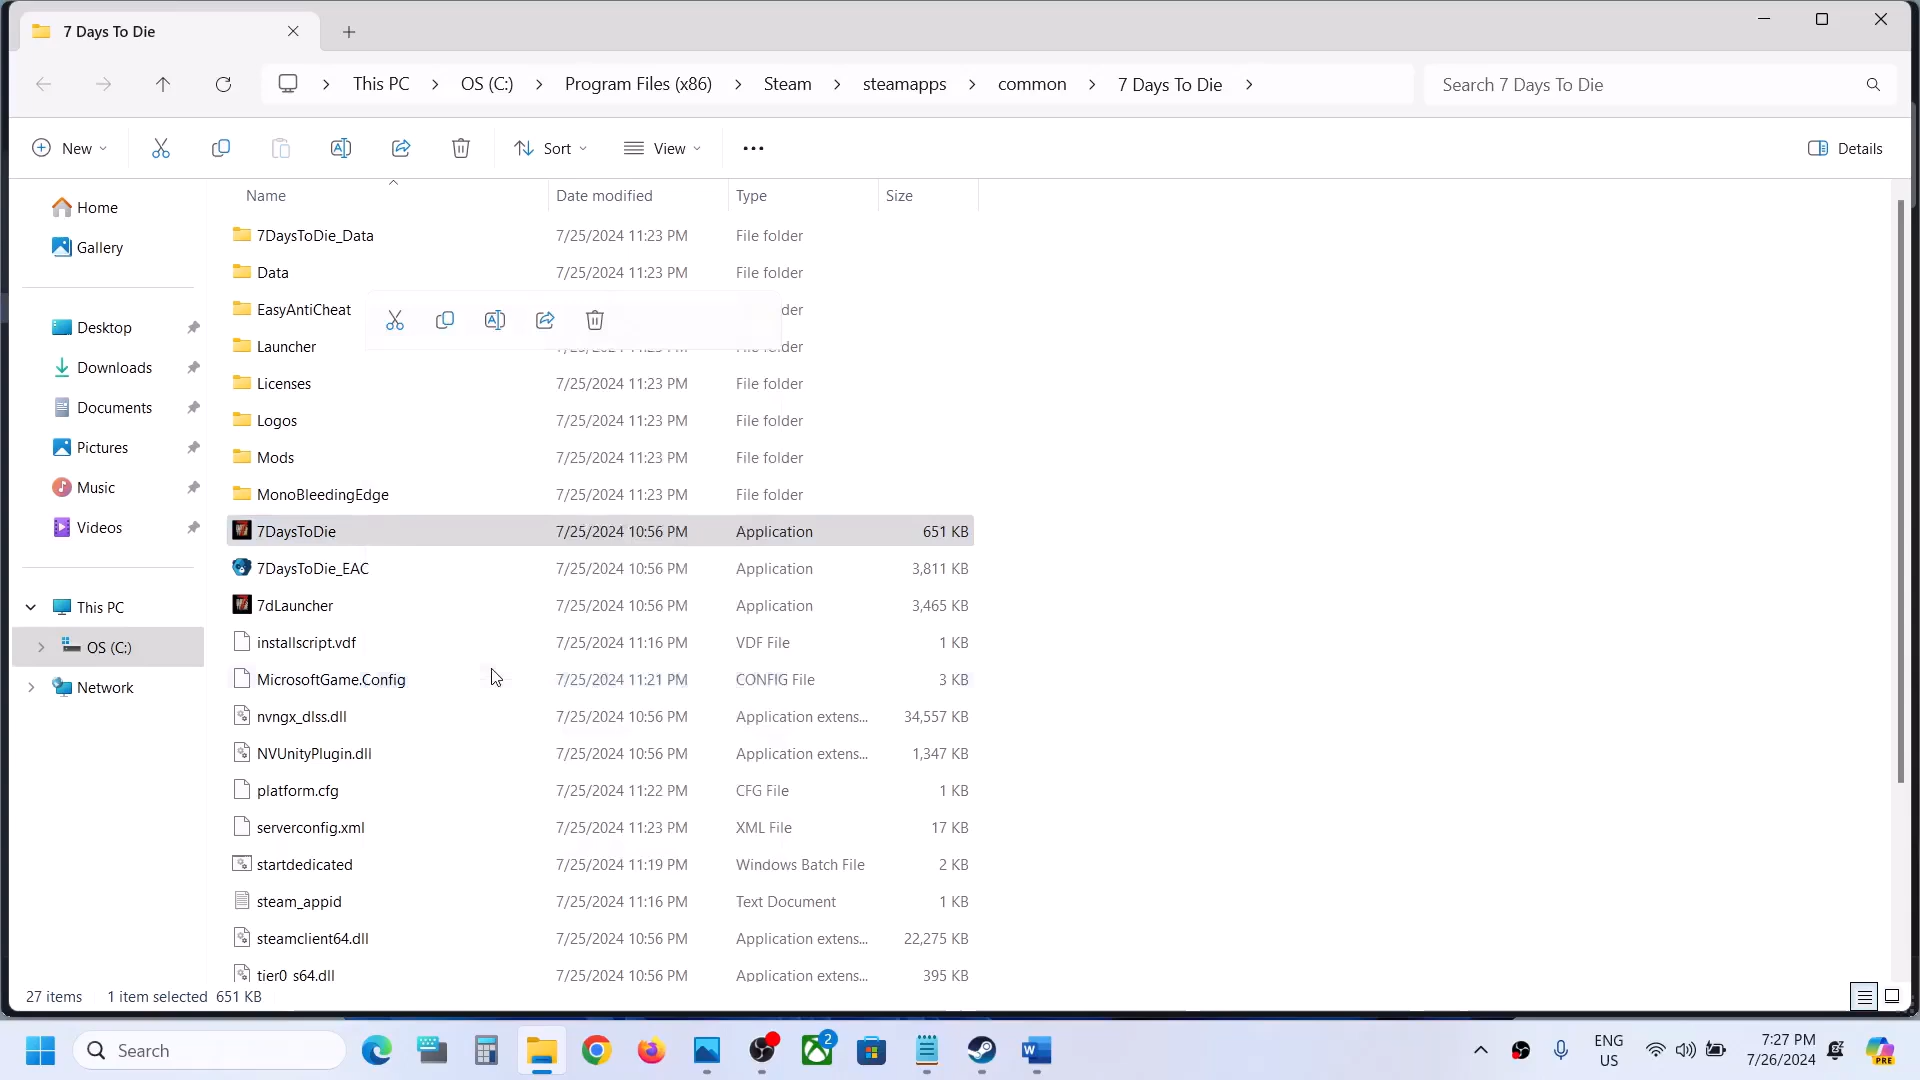 7 Days To Die
This PC > OS (C:) > Program Files (x86) > Steam > steamapps > common > 7 Days To Die >
Search 7 Days To Die
New
Sort
View
Details
Home
Gallery
Desktop
Downloads
Documents
Pictures
Music
Videos
This PC
OS (C:)
Network
Name Date modified Type Size
7DaysToDie_Data 7/25/2024 11:23 PM File folder
Data 7/25/2024 11:23 PM File folder
EasyAntiCheat der
Launcher der
Licenses 7/25/2024 11:23 PM File folder
Logos 7/25/2024 11:23 PM File folder
Mods 7/25/2024 11:23 PM File folder
MonoBleedingEdge 7/25/2024 11:23 PM File folder
7DaysToDie 7/25/2024 10:56 PM Application 651 KB
7DaysToDie_EAC 7/25/2024 10:56 PM Application 3,811 KB
7dLauncher 7/25/2024 10:56 PM Application 3,465 KB
installscript.vdf 7/25/2024 11:16 PM VDF File 1 KB
MicrosoftGame.Config 7/25/2024 11:21 PM CONFIG File 3 KB
nvngx_dlss.dll 7/25/2024 10:56 PM Application extens... 34,557 KB
NVUnityPlugin.dll 7/25/2024 10:56 PM Application extens... 1,347 KB
platform.cfg 7/25/2024 11:22 PM CFG File 1 KB
serverconfig.xml 7/25/2024 11:23 PM XML File 17 KB
startdedicated 7/25/2024 11:19 PM Windows Batch File 2 KB
steam_appid 7/25/2024 11:16 PM Text Document 1 KB
steamclient64.dll 7/25/2024 10:56 PM Application extens... 22,275 KB
tier0_s64.dll 7/25/2024 10:56 PM Application extens... 395 KB
27 items 1 item selected 651 KB
Search
2
ENG
US
7:27 PM
7/26/2024
PRE